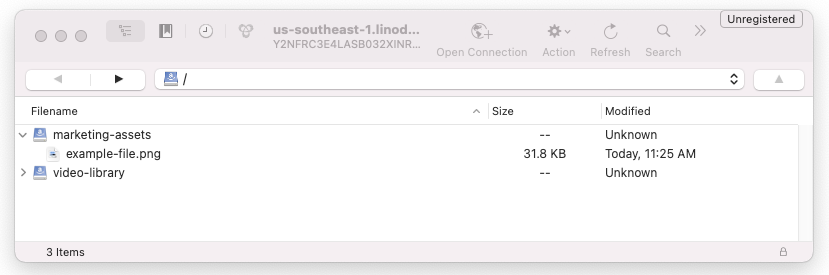 Unregistered
us-southeast-1.linod...
Y2NFRC3E4LASB032XINR...
Open Connection
Action
Refresh
Search
/
Filename Size Modified
marketing-assets -- Unknown
example-file.png 31.8 KB Today, 11:25 AM
video-library -- Unknown
3 Items